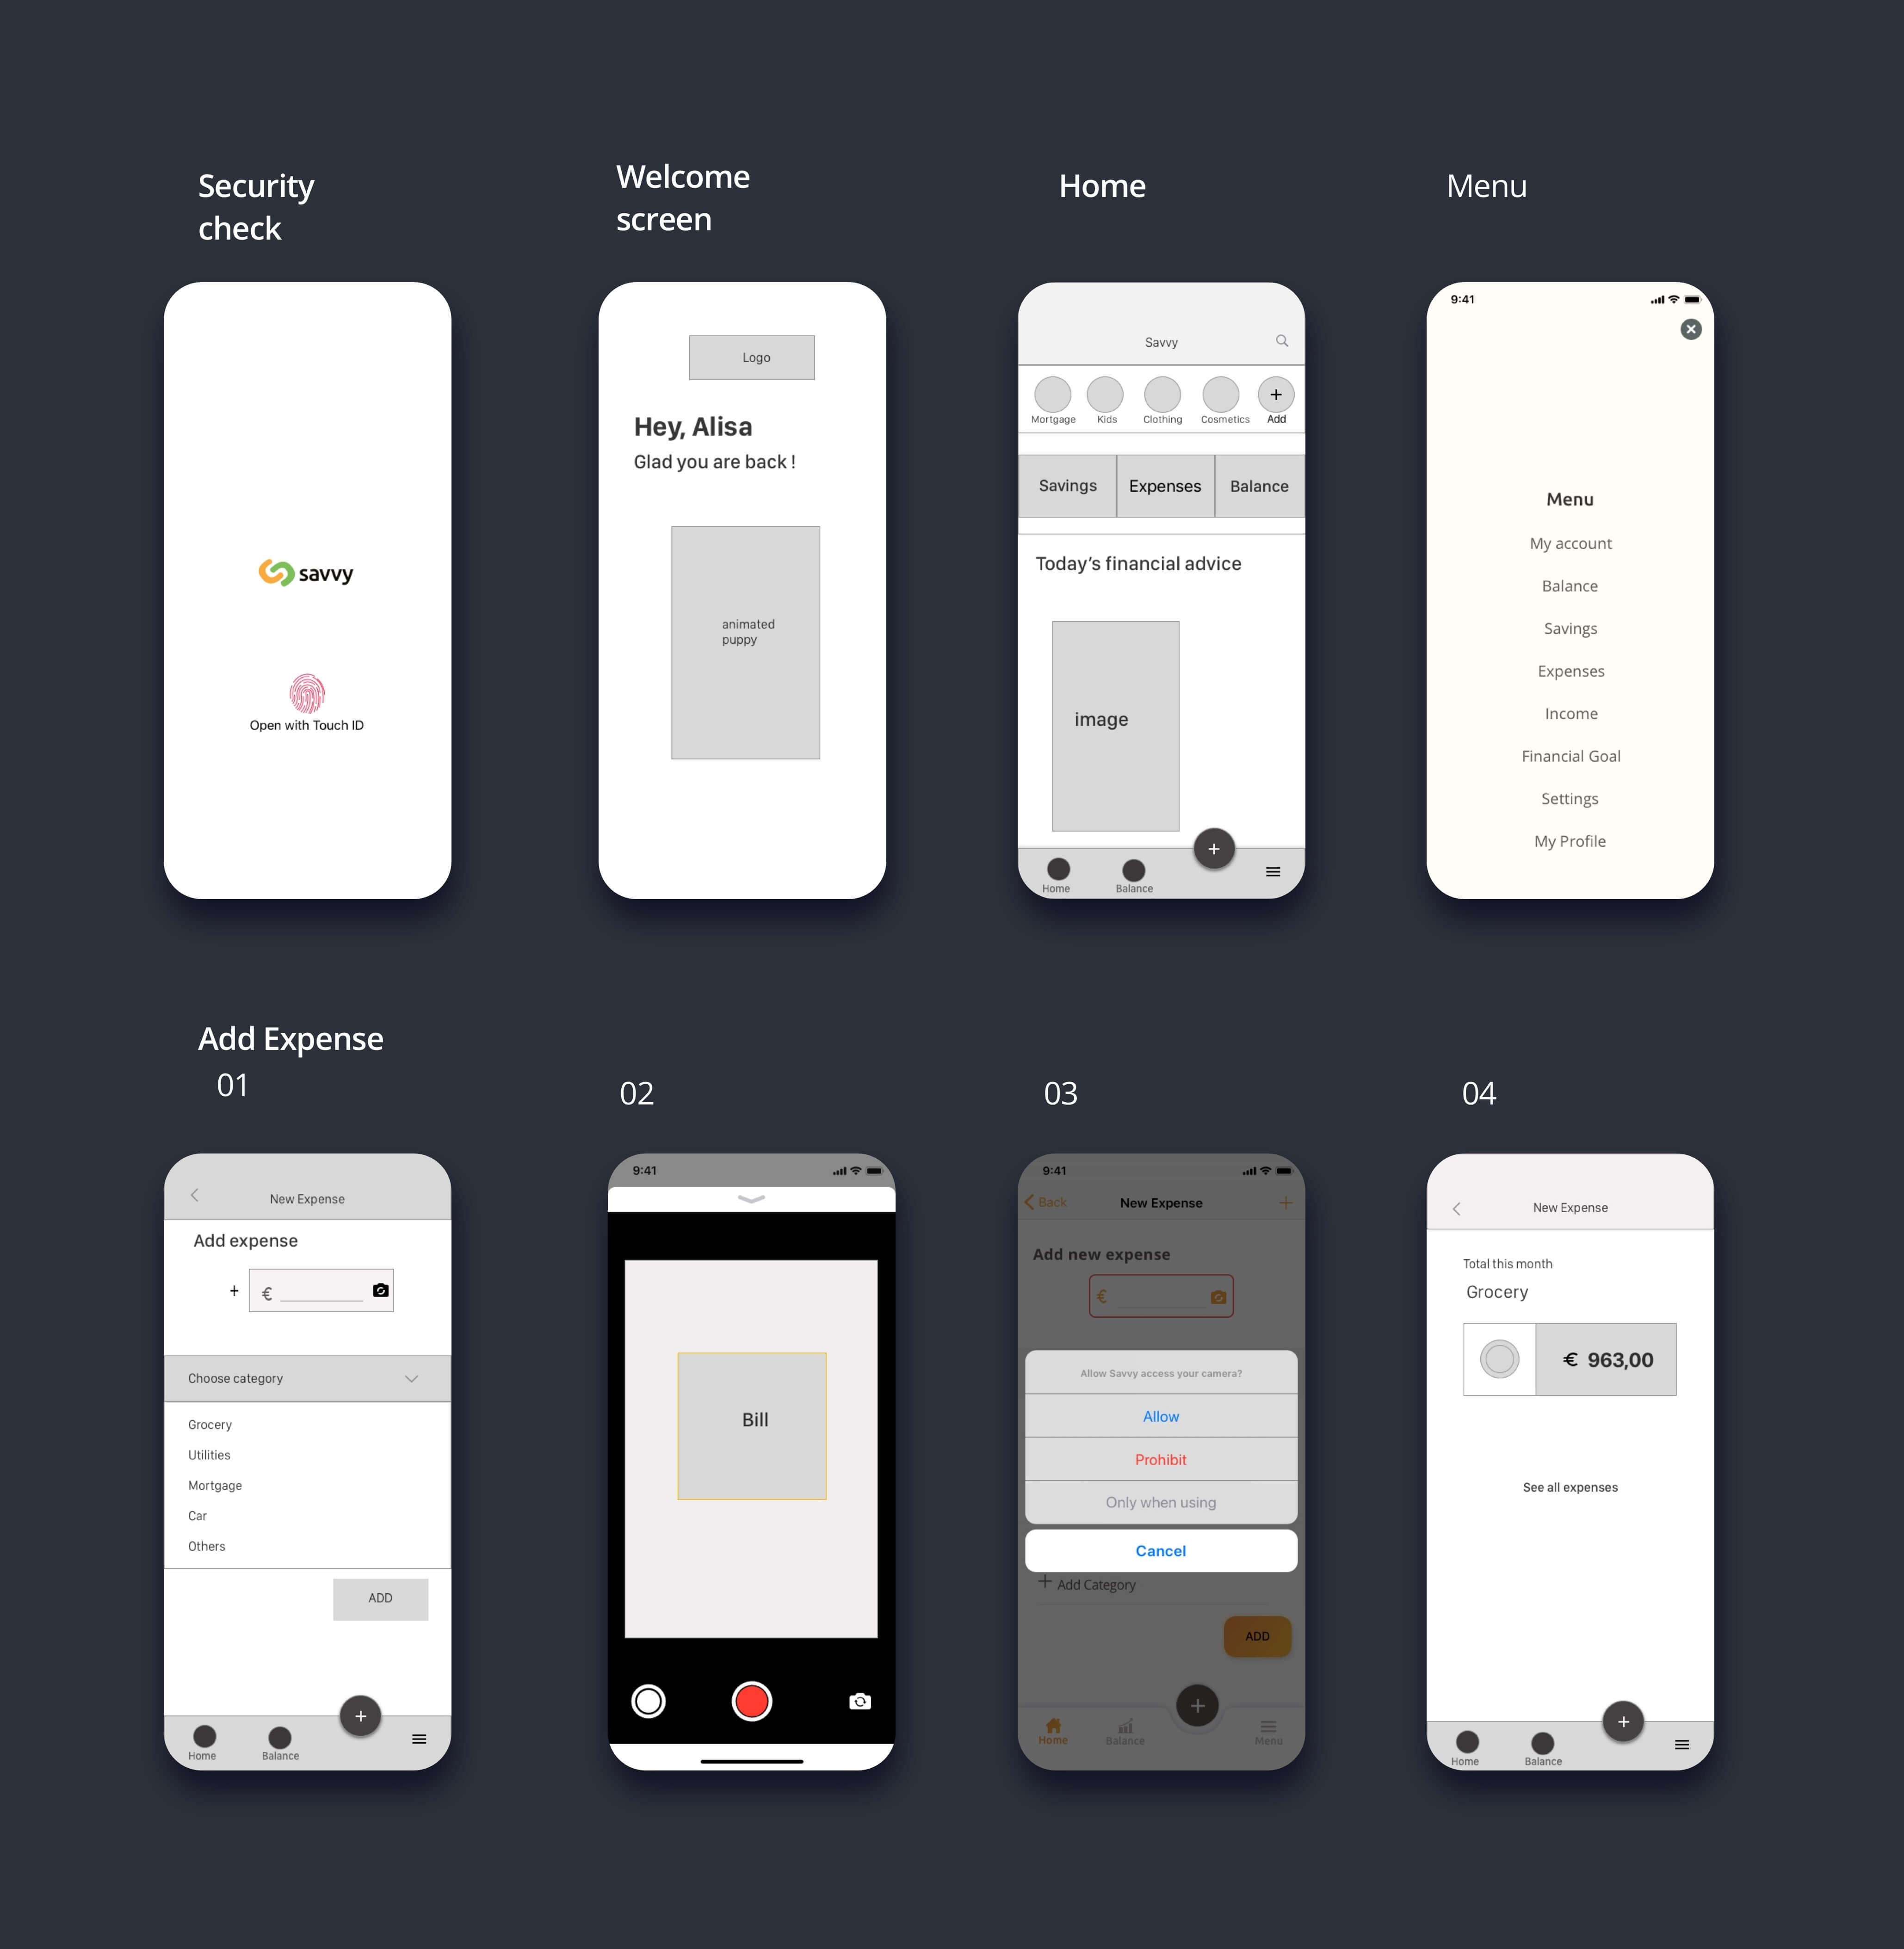 Security
check
Welcome
screen
Home
Menu
savvy
Open with Touch ID
Logo
Hey, Alisa
Glad you are back !
animated
puppy
Savvy
Mortgage Kids Clothing Cosmetics + Add
Savings Expenses Balance
Today's financial advice
image
+
Home Balance
9:41
Menu
My account
Balance
Savings
Expenses
Income
Financial Goal
Settings
My Profile
Add Expense
01
02
03
04
New Expense
Add expense
+ €
Choose category
Grocery
Utilities
Mortgage
Car
Others
ADD
+
Home Balance
9:41
Bill
9:41
Back New Expense +
Add new expense
€
Allow Savvy access your camera?
Allow
Prohibit
Only when using
Cancel
+ Add Category
ADD
+
Home Balance Menu
New Expense
Total this month
Grocery
€ 963,00
See all expenses
+
Home Balance